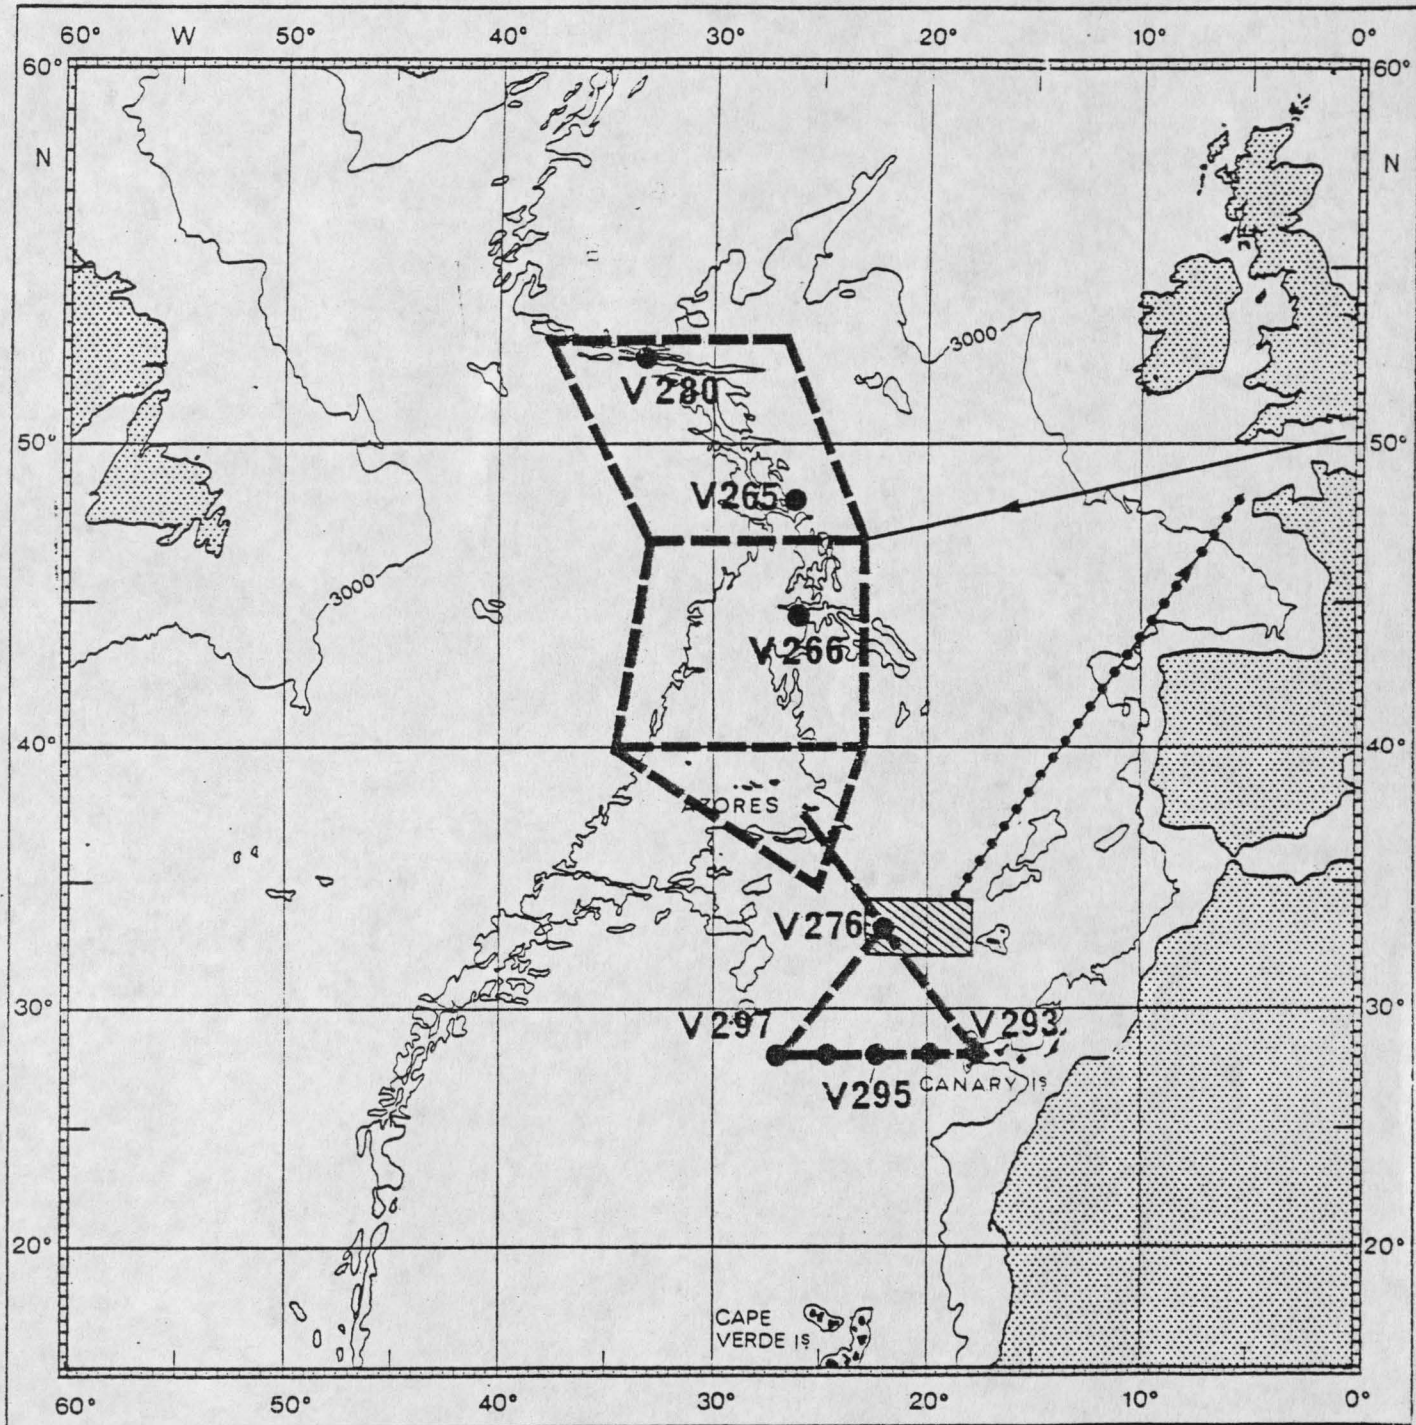 60° W 50° 40° 30° 20° 10° 0°
60° 60°
N N
3000
V280
50° 50°
V265
3000
V266
40° 40°
AZORES
V276
30° 30°
V297 V293
V295 CANARY IS
20° 20°
CAPE
VERDE IS
60° 50° 40° 30° 20° 10° 0°